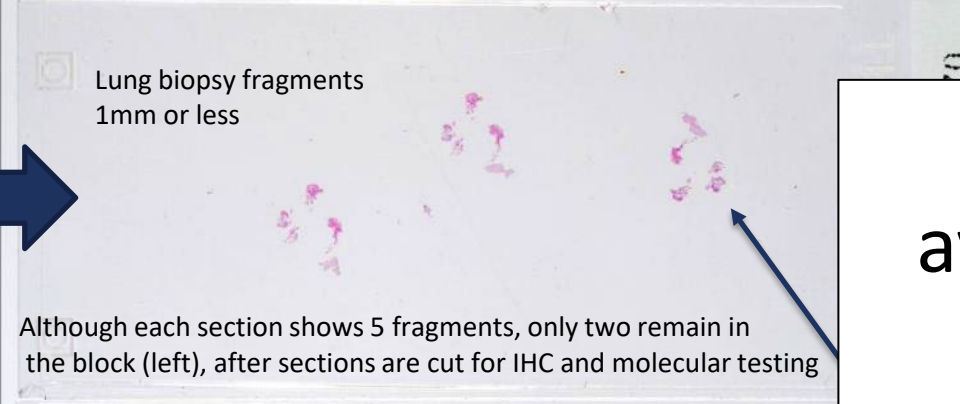 Lung biopsy fragments
1mm or less
Although each section shows 5 fragments, only two remain in
the block (left), after sections are cut for IHC and molecular testing